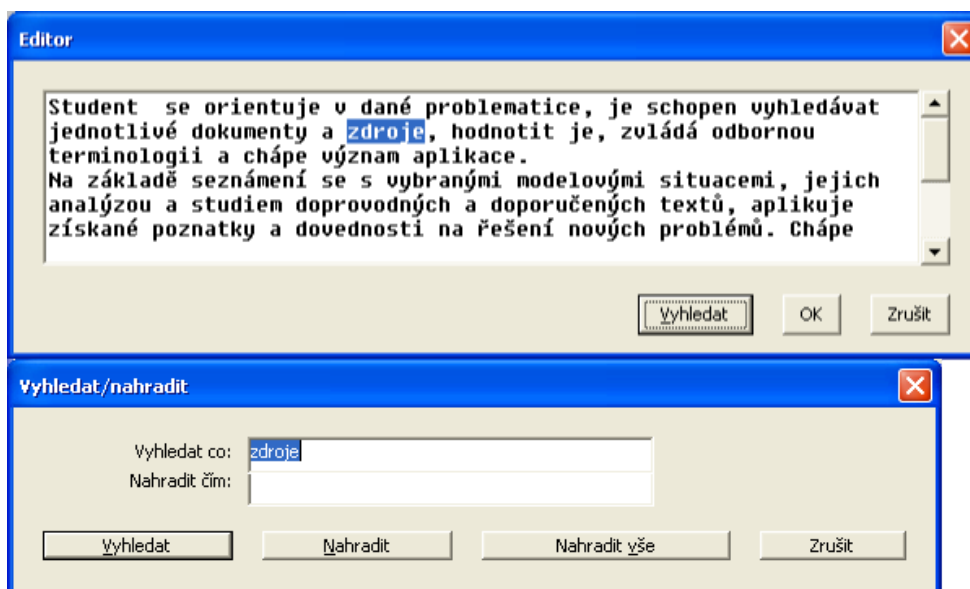 Editor
Student  se orientuje v dané problematice, je schopen vyhledávat
jednotlivé dokumenty a zdroje, hodnotit je, zvládá odbornou
terminologii a chápe význam aplikace.
Na základě seznámení se s vybranými modelovými situacemi, jejich
analýzou a studiem doprovodných a doporučených textů, aplikuje
získané poznatky a dovednosti na řešení nových problémů. Chápe
Vyhledat OK Zrušit
Vyhledat/nahradit
Vyhledat co: zdroje
Nahradit čím:
Vyhledat Nahradit Nahradit vše Zrušit